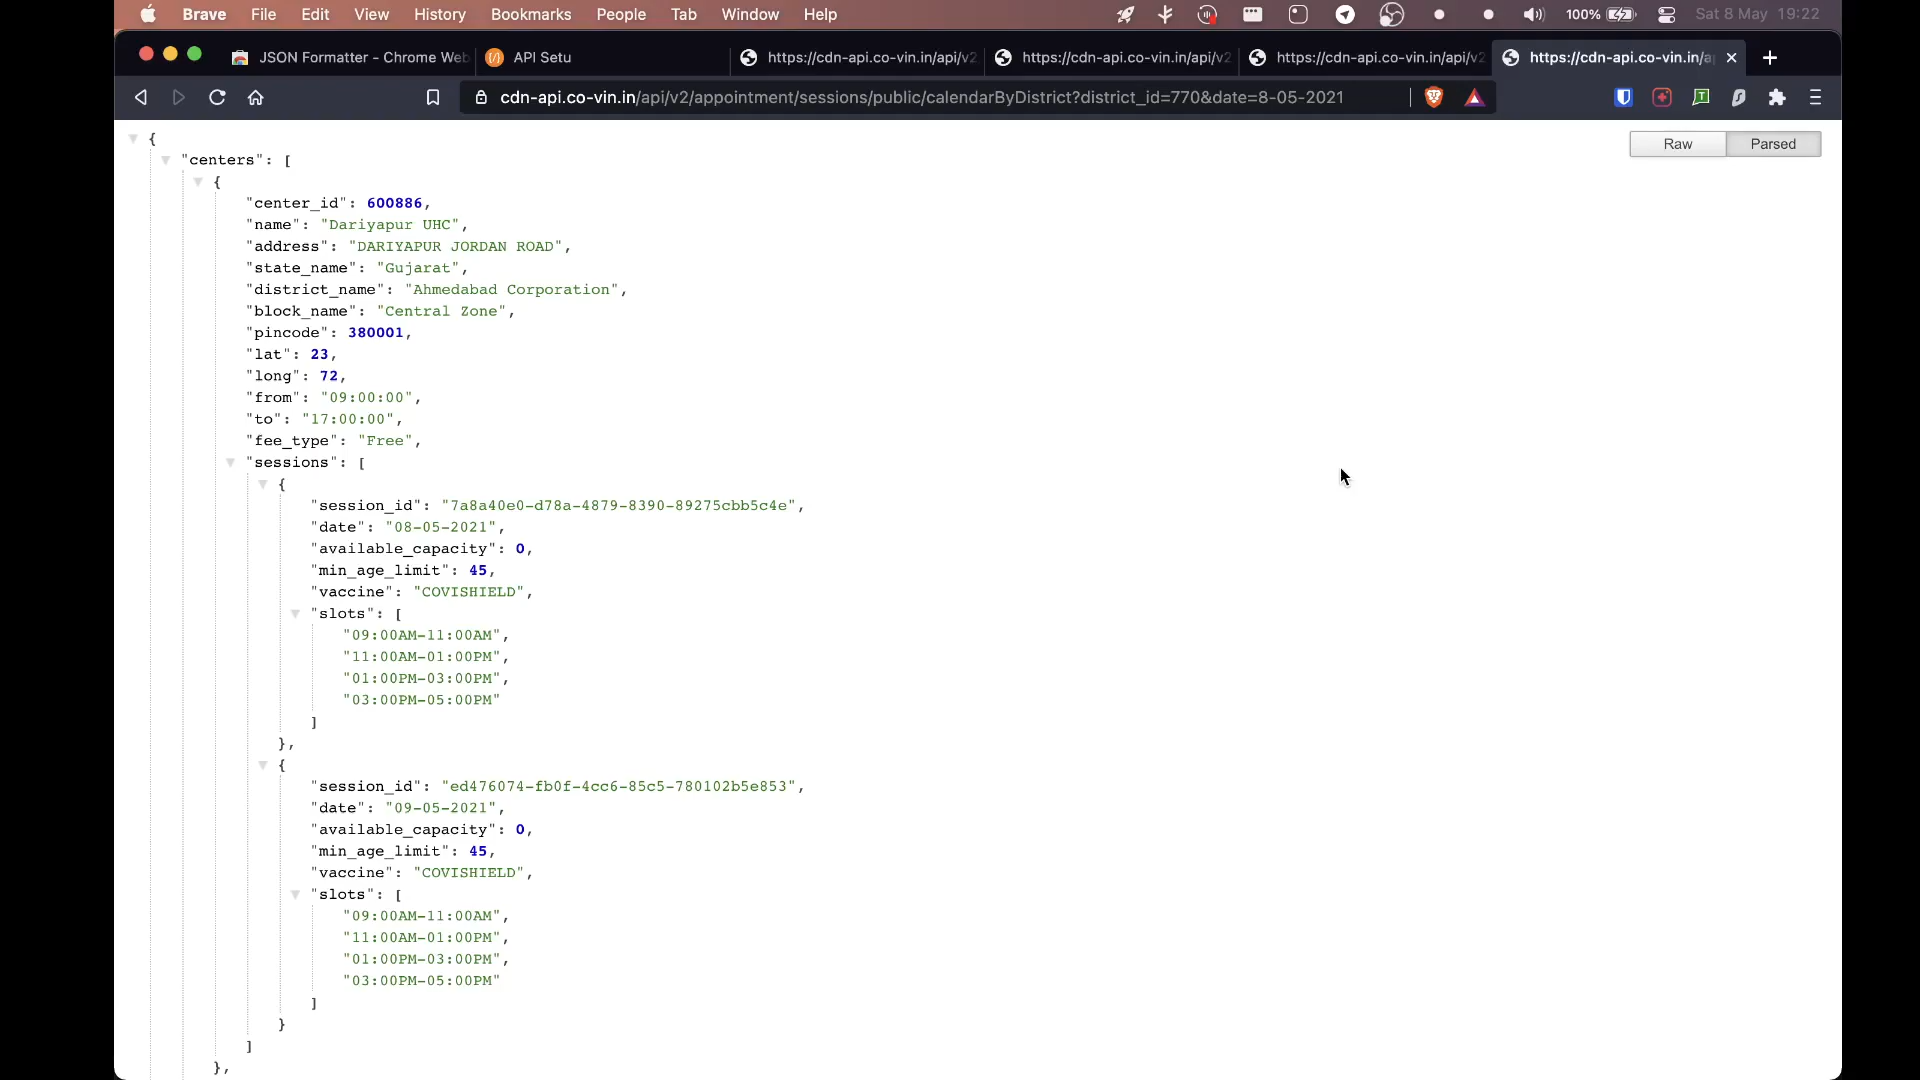 Brave File Edit View History Bookmarks People Tab Window Help 100% Sat 8 May 19:22
JSON Formatter - Chrome Web API Setu https://cdn-api.co-vin.in/api/v2 https://cdn-api.co-vin.in/api/v2 https://cdn-api.co-vin.in/api/v2 https://cdn-api.co-vin.in/a
cdn-api.co-vin.in/api/v2/appointment/sessions/public/calendarByDistrict?district_id=770&date=8-05-2021
Raw Parsed
{
"centers": [
{
"center_id": 600886,
"name": "Dariyapur UHC",
"address": "DARIYAPUR JORDAN ROAD",
"state_name": "Gujarat",
"district_name": "Ahmedabad Corporation",
"block_name": "Central Zone",
"pincode": 380001,
"lat": 23,
"long": 72,
"from": "09:00:00",
"to": "17:00:00",
"fee_type": "Free",
"sessions": [
{
"session_id": "7a8a40e0-d78a-4879-8390-89275cbb5c4e",
"date": "08-05-2021",
"available_capacity": 0,
"min_age_limit": 45,
"vaccine": "COVISHIELD",
"slots": [
"09:00AM-11:00AM",
"11:00AM-01:00PM",
"01:00PM-03:00PM",
"03:00PM-05:00PM"
]
},
{
"session_id": "ed476074-fb0f-4cc6-85c5-780102b5e853",
"date": "09-05-2021",
"available_capacity": 0,
"min_age_limit": 45,
"vaccine": "COVISHIELD",
"slots": [
"09:00AM-11:00AM",
"11:00AM-01:00PM",
"01:00PM-03:00PM",
"03:00PM-05:00PM"
]
}
]
},